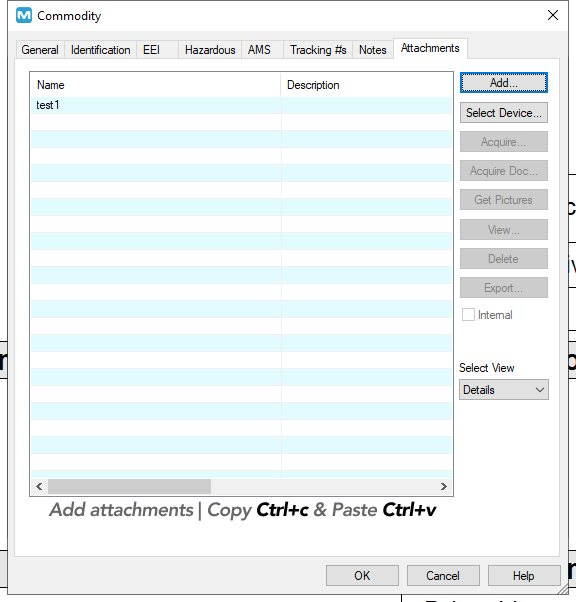 Commodity
General Identification EEI Hazardous AMS Tracking #s Notes Attachments
Name Description
test1
Add...
Select Device...
Acquire...
Acquire Doc...
Get Pictures
View...
Delete
Export...
Internal
Select View
Details
Add attachments | Copy Ctrl+c & Paste Ctrl+v
OK Cancel Help